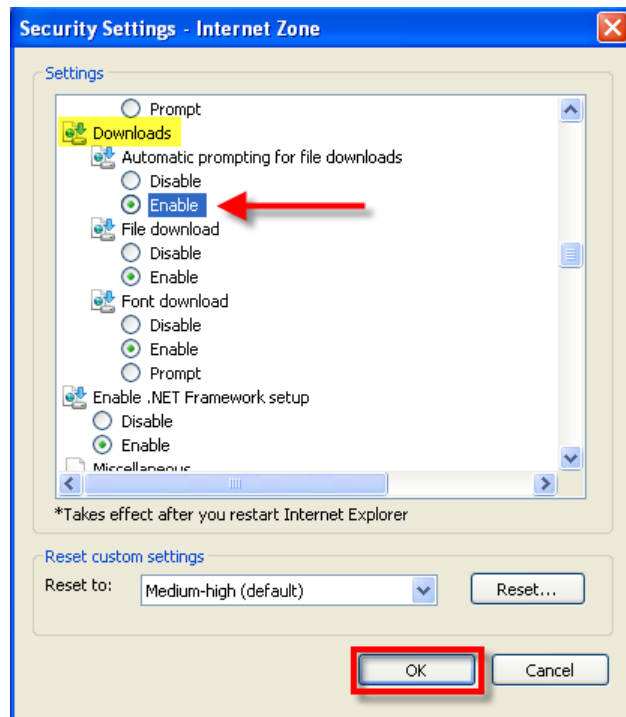 Security Settings - Internet Zone
Settings
Prompt
Downloads
Automatic prompting for file downloads
Disable
Enable
File download
Disable
Enable
Font download
Disable
Enable
Prompt
Enable .NET Framework setup
Disable
Enable
Miscellaneous
*Takes effect after you restart Internet Explorer
Reset custom settings
Reset to: Medium-high (default) Reset...
OK Cancel